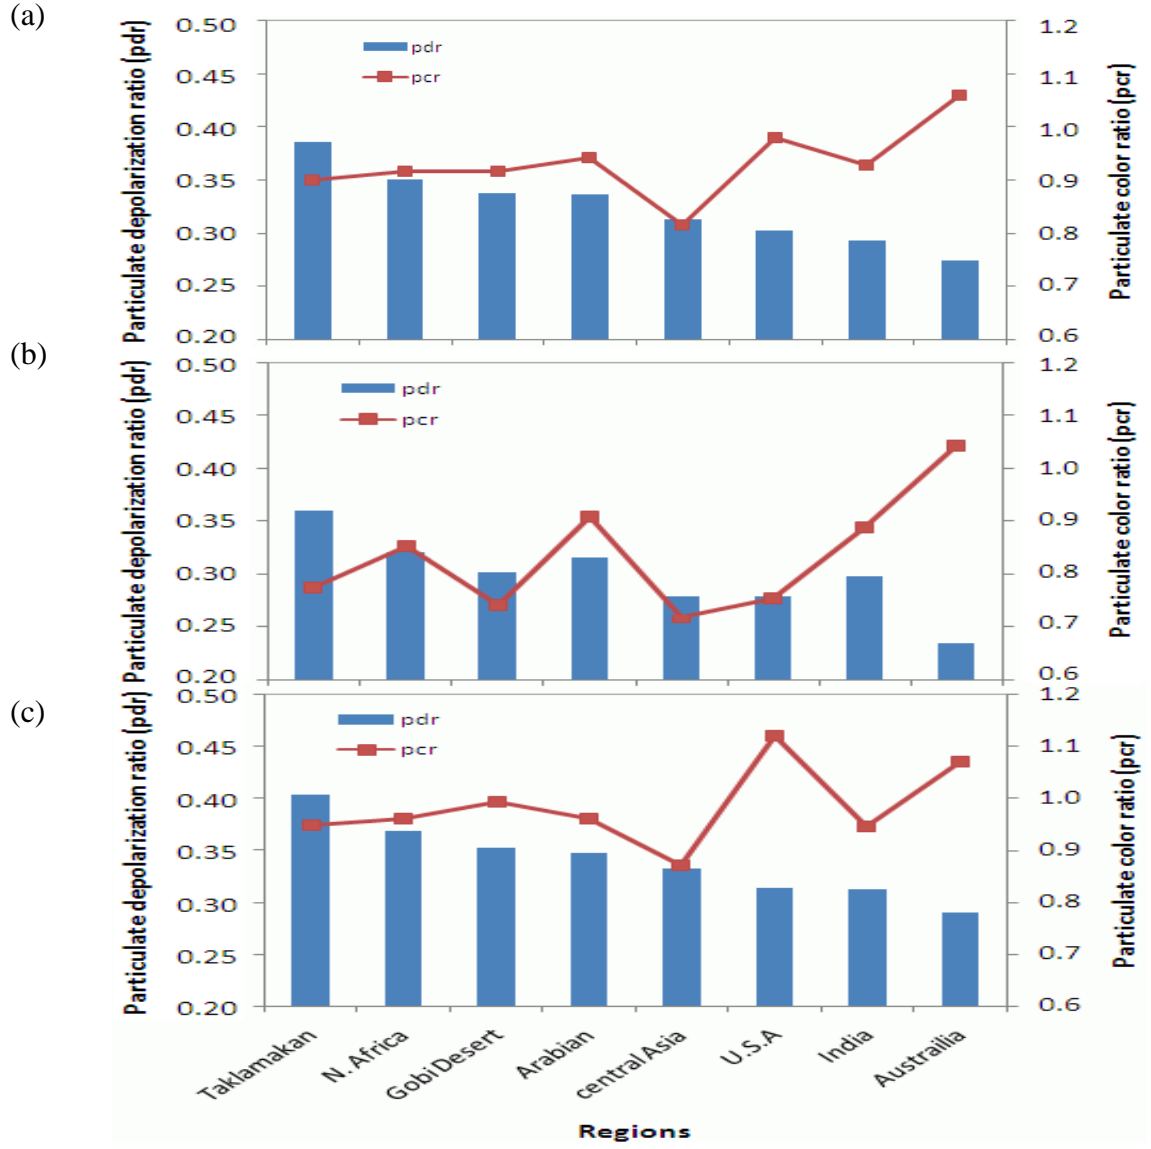 (a)
Particulate depolarization ratio (pdr)
0.50
0.45
0.40
0.35
0.30
0.25
0.20
pdr
pcr
1.2
1.1
1.0
0.9
0.8
0.7
0.6
Particulate color ratio (pcr)
(b)
Particulate depolarization ratio (pdr)
0.50
0.45
0.40
0.35
0.30
0.25
0.20
pdr
pcr
1.2
1.1
1.0
0.9
0.8
0.7
0.6
Particulate color ratio (pcr)
(c)
Particulate depolarization ratio (pdr)
0.50
0.45
0.40
0.35
0.30
0.25
0.20
pdr
pcr
1.2
1.1
1.0
0.9
0.8
0.7
0.6
Particulate color ratio (pcr)
Taklamakan
N. Africa
Gobi Desert
Arabian
central Asia
U.S.A
India
Austrailia
Regions